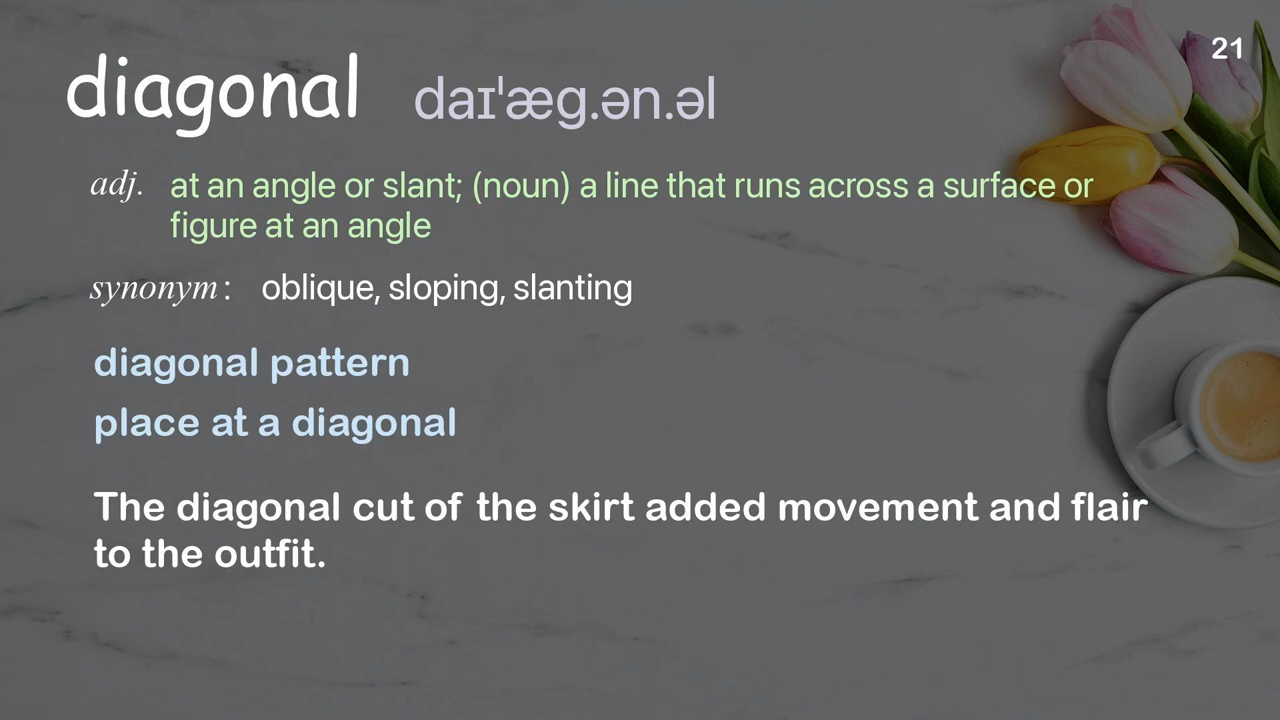 21
diagonal daɪˈæɡ.ən.əl
adj. at an angle or slant; (noun) a line that runs across a surface or
figure at an angle
synonym : oblique, sloping, slanting
diagonal pattern
place at a diagonal
The diagonal cut of the skirt added movement and flair
to the outfit.